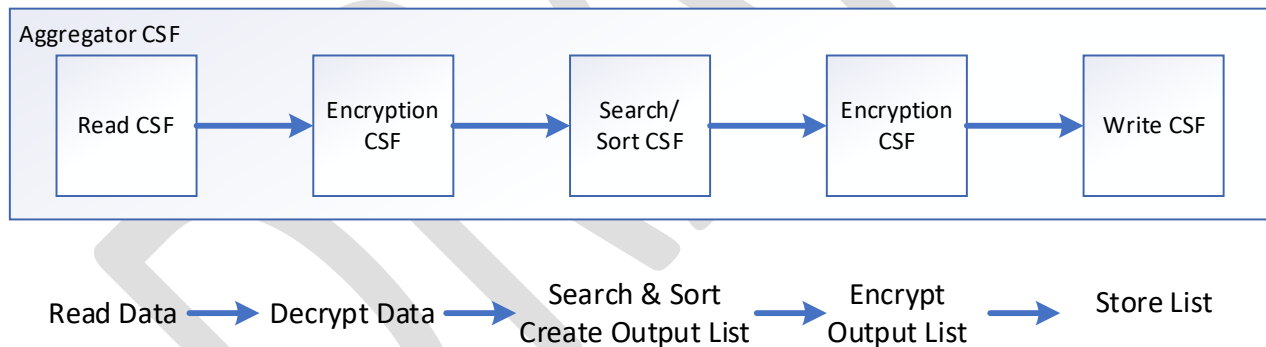 Aggregator CSF
Read CSF
Encryption
CSF
Search/
Sort CSF
Encryption
CSF
Write CSF
Read Data
Decrypt Data
Search & Sort
Create Output List
Encrypt
Output List
Store List